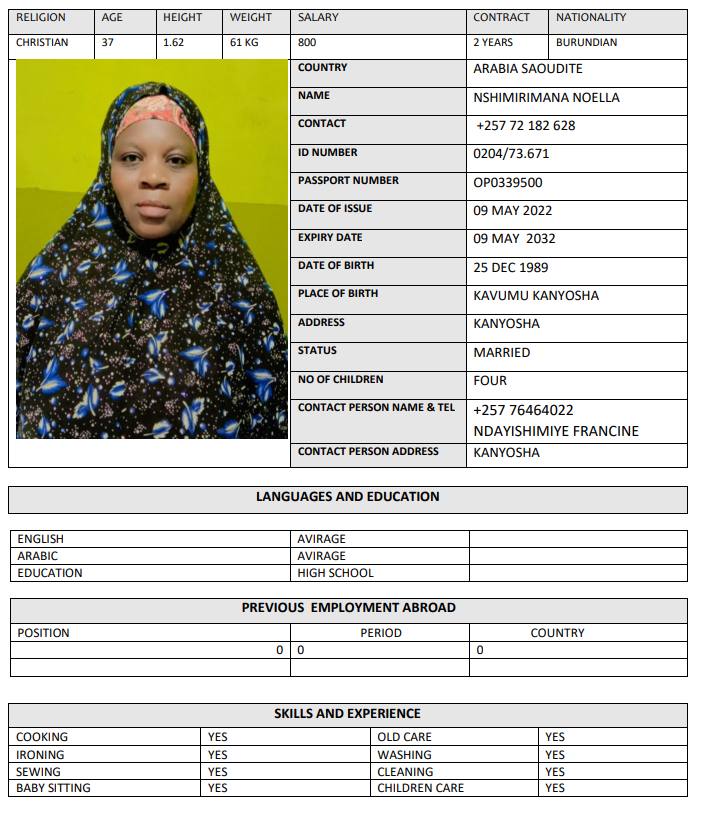 RELIGION AGE HEIGHT WEIGHT SALARY CONTRACT NATIONALITY
CHRISTIAN 37 1.62 61 KG 800 2 YEARS BURUNDIAN
COUNTRY ARABIA SAOUDITE
NAME NSHIMIRIMANA NOELLA
CONTACT +257 72 182 628
ID NUMBER 0204/73.671
PASSPORT NUMBER OP0339500
DATE OF ISSUE 09 MAY 2022
EXPIRY DATE 09 MAY 2032
DATE OF BIRTH 25 DEC 1989
PLACE OF BIRTH KAVUMU KANYOSHA
ADDRESS KANYOSHA
STATUS MARRIED
NO OF CHILDREN FOUR
CONTACT PERSON NAME & TEL +257 76464022
NDAYISHIMIYE FRANCINE
CONTACT PERSON ADDRESS KANYOSHA
LANGUAGES AND EDUCATION
ENGLISH AVIRAGE
ARABIC AVIRAGE
EDUCATION HIGH SCHOOL
PREVIOUS EMPLOYMENT ABROAD
POSITION PERIOD COUNTRY
0 0 0
SKILLS AND EXPERIENCE
COOKING YES OLD CARE YES
IRONING YES WASHING YES
SEWING YES CLEANING YES
BABY SITTING YES CHILDREN CARE YES